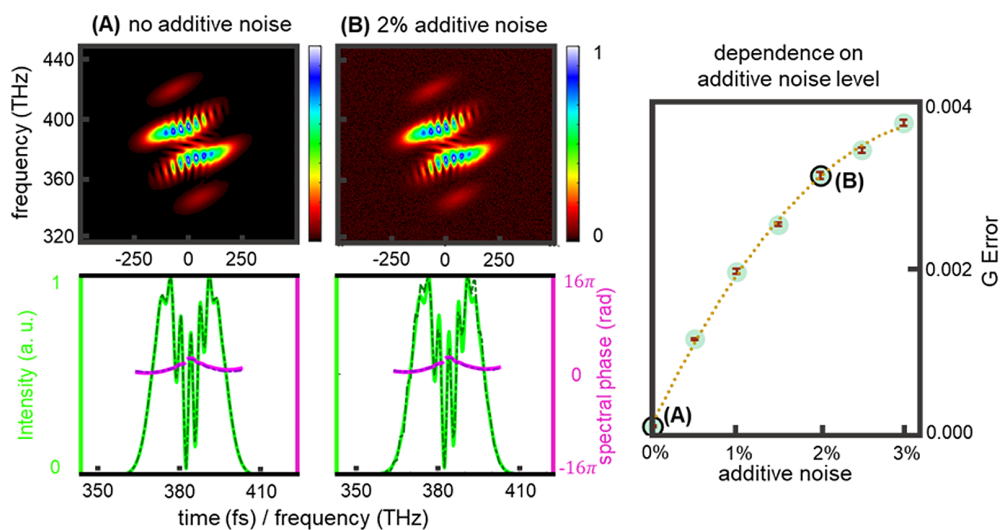 (A) no additive noise
(B) 2% additive noise
frequency (THz)
440
400
360
320
-250
0
250
-250
0
250
1
0
Intensity (a. u.)
1
0
350
380
410
350
380
410
16π
0
-16π
spectral phase (rad)
time (fs) / frequency (THz)
dependence on
additive noise level
(A)
(B)
0.004
0.002
0.000
G Error
0%
1%
2%
3%
additive noise